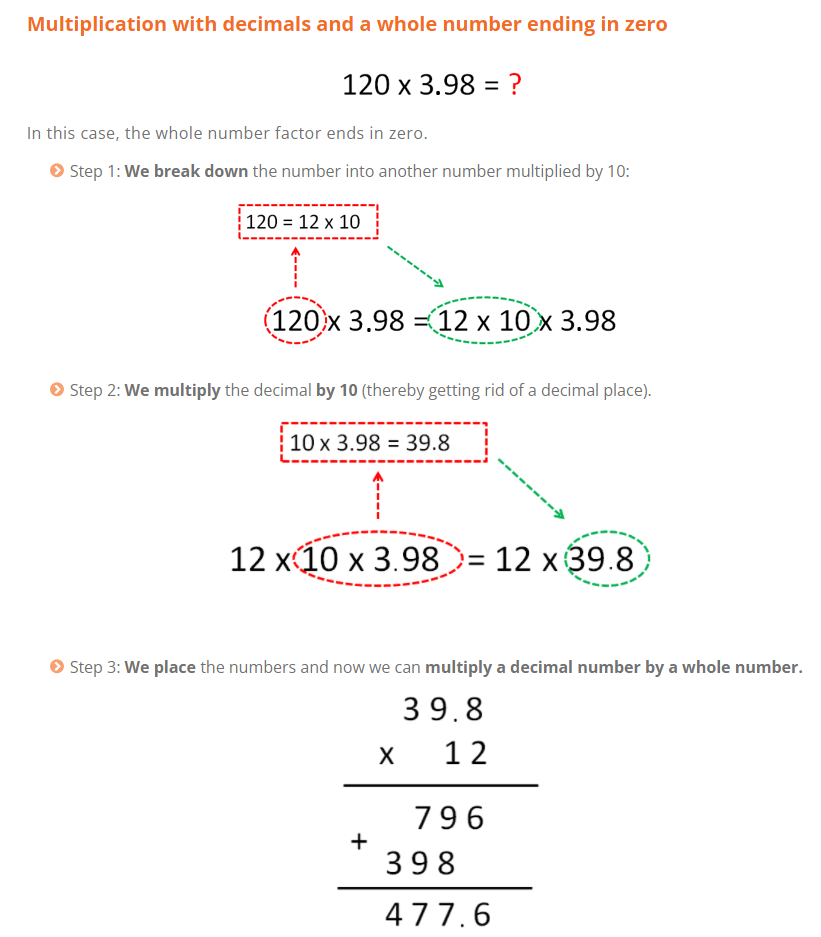 Multiplication with decimals and a whole number ending in zero
120 x 3.98 = ?
In this case, the whole number factor ends in zero.
Step 1: We break down the number into another number multiplied by 10:
120 = 12 x 10
120 x 3.98 = 12 x 10 x 3.98
Step 2: We multiply the decimal by 10 (thereby getting rid of a decimal place).
10 x 3.98 = 39.8
12 x 10 x 3.98 = 12 x 39.8
Step 3: We place the numbers and now we can multiply a decimal number by a whole number.
39.8
x 12
796
+
398
477.6